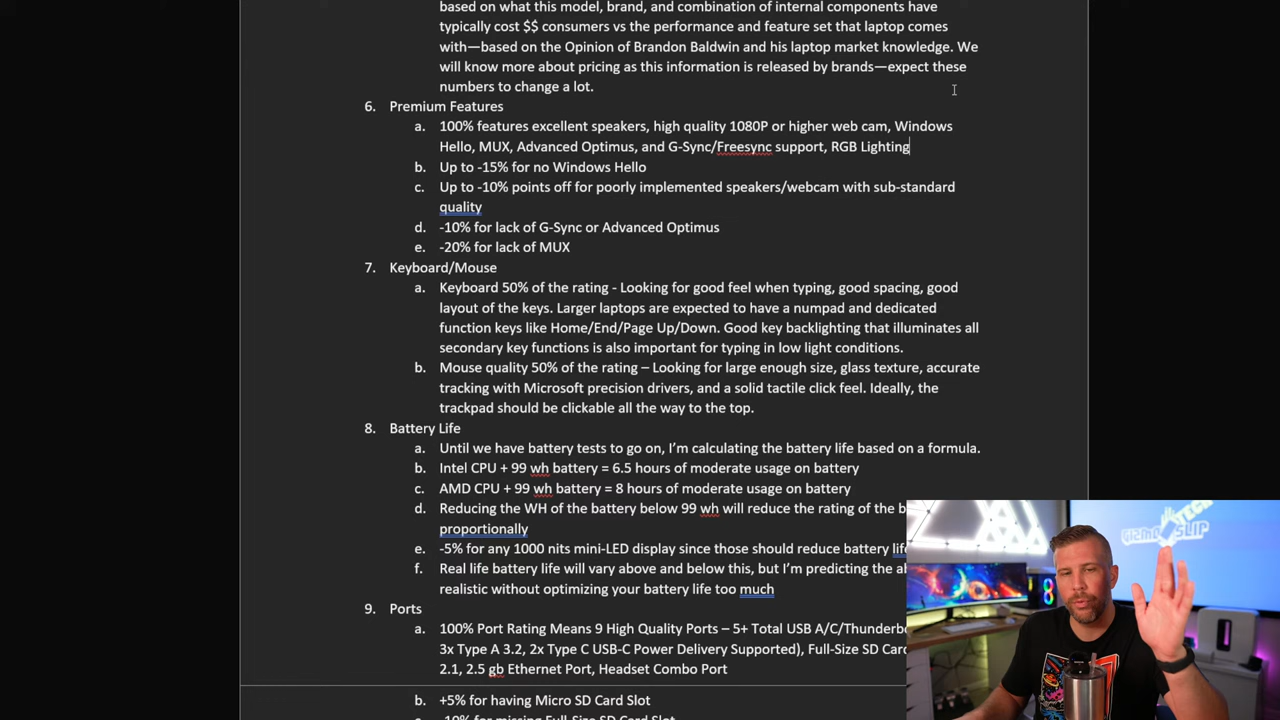 based on what this model, brand, and combination of internal components have
typically cost $$ consumers vs the performance and feature set that laptop comes
with—based on the Opinion of Brandon Baldwin and his laptop market knowledge. We
will know more about pricing as this information is released by brands—expect these
numbers to change a lot.
6. Premium Features
a. 100% features excellent speakers, high quality 1080P or higher web cam, Windows
Hello, MUX, Advanced Optimus, and G-Sync/Freesync support, RGB Lighting
b. Up to -15% for no Windows Hello
c. Up to -10% points off for poorly implemented speakers/webcam with sub-standard
quality
d. -10% for lack of G-Sync or Advanced Optimus
e. -20% for lack of MUX
7. Keyboard/Mouse
a. Keyboard 50% of the rating - Looking for good feel when typing, good spacing, good
layout of the keys. Larger laptops are expected to have a numpad and dedicated
function keys like Home/End/Page Up/Down. Good key backlighting that illuminates all
secondary key functions is also important for typing in low light conditions.
b. Mouse quality 50% of the rating – Looking for large enough size, glass texture, accurate
tracking with Microsoft precision drivers, and a solid tactile click feel. Ideally, the
trackpad should be clickable all the way to the top.
8. Battery Life
a. Until we have battery tests to go on, I'm calculating the battery life based on a formula.
b. Intel CPU + 99 wh battery = 6.5 hours of moderate usage on battery
c. AMD CPU + 99 wh battery = 8 hours of moderate usage on battery
d. Reducing the WH of the battery below 99 wh will reduce the rating of the
proportionally
e. -5% for any 1000 nits mini-LED display since those should reduce battery
f. Real life battery life will vary above and below this, but I'm predicting the
realistic without optimizing your battery life too much
9. Ports
a. 100% Port Rating Means 9 High Quality Ports – 5+ Total USB
3x Type A 3.2, 2x Type C USB-C Power Delivery Supported), Full-Size SD
2.1, 2.5 gb Ethernet Port, Headset Combo Port
b. +5% for having Micro SD Card Slot
-10% for missing Full-Size SD Card Slot
GIZMO SLIP TECH